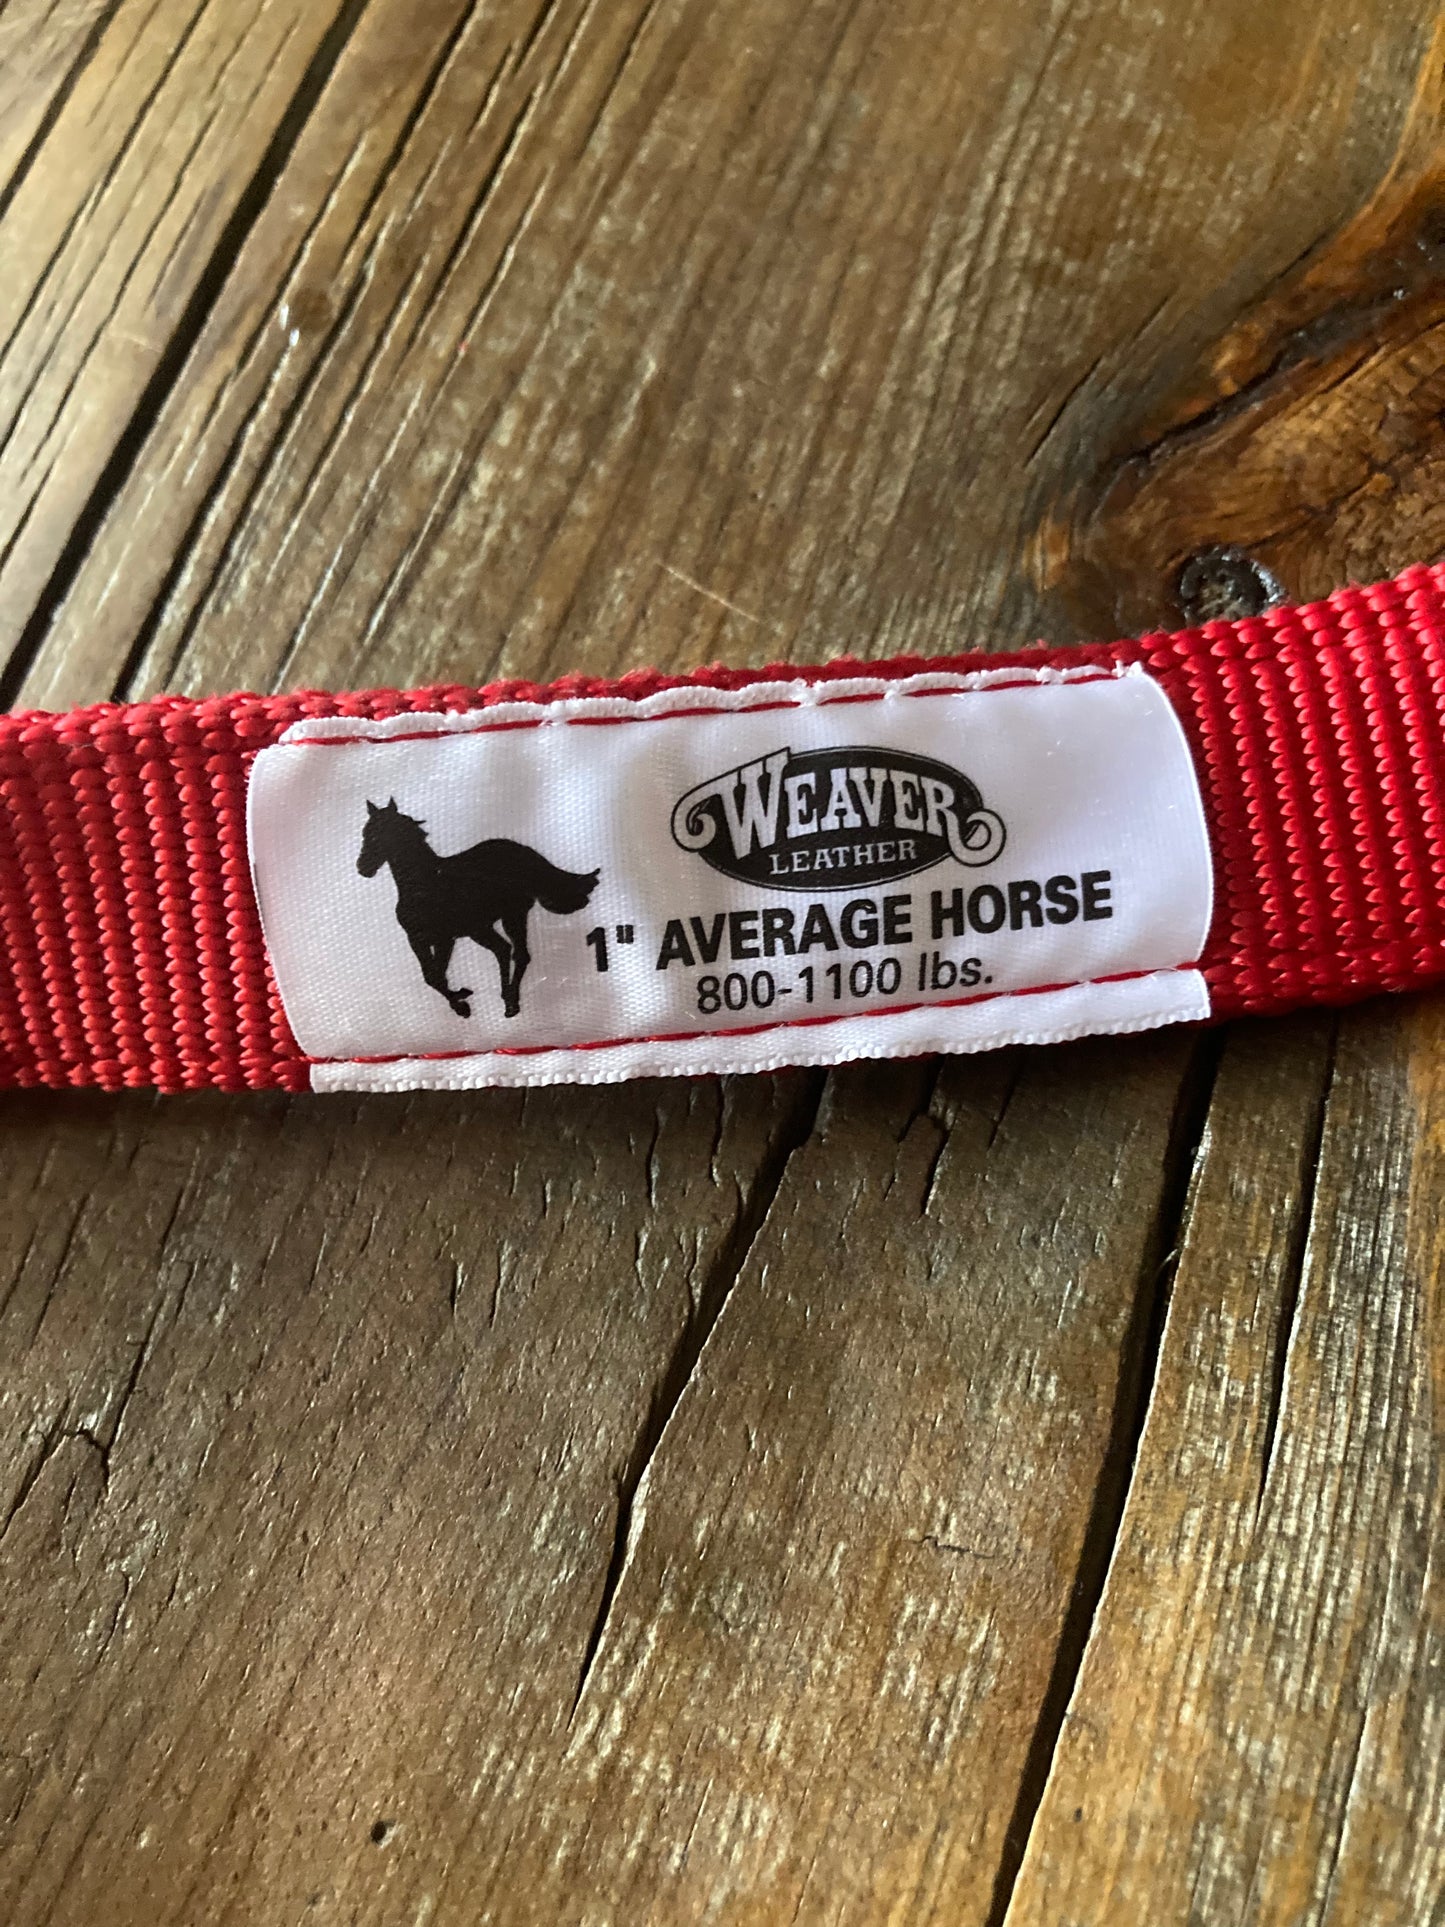 WEAVER
LEATHER
1" AVERAGE HORSE
800-1100 lbs.